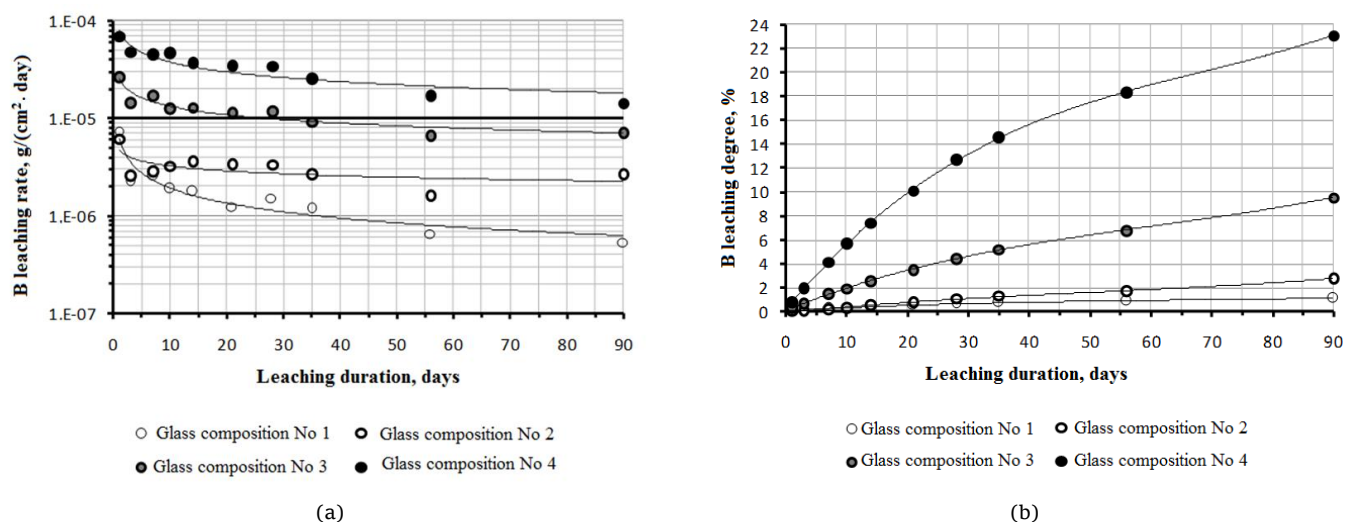 1.E-04
1.E-05
1.E-06
1.E-07
B leaching rate, g/(cm²· day)
0 10 20 30 40 50 60 70 80 90
Leaching duration, days
Glass composition No 1
Glass composition No 2
Glass composition No 3
Glass composition No 4
(a)
24
22
20
18
16
14
12
10
8
6
4
2
0
B leaching degree, %
0 10 20 30 40 50 60 70 80 90
Leaching duration, days
Glass composition No 1
Glass composition No 2
Glass composition No 3
Glass composition No 4
(b)